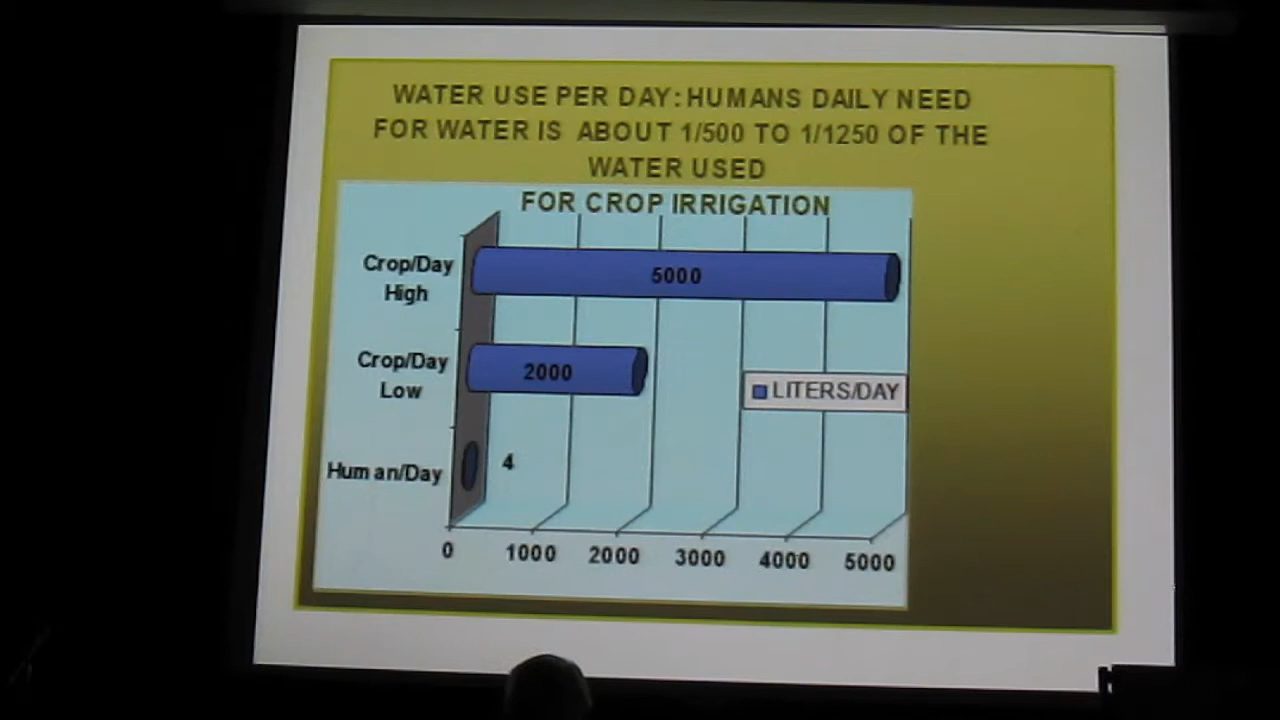 WATER USE PER DAY: HUMANS DAILY NEED
FOR WATER IS ABOUT 1/500 TO 1/1250 OF THE
WATER USED
FOR CROP IRRIGATION
Crop/Day
High
5000
Crop/Day
Low
2000
LITERS/DAY
Human/Day
4
0 1000 2000 3000 4000 5000